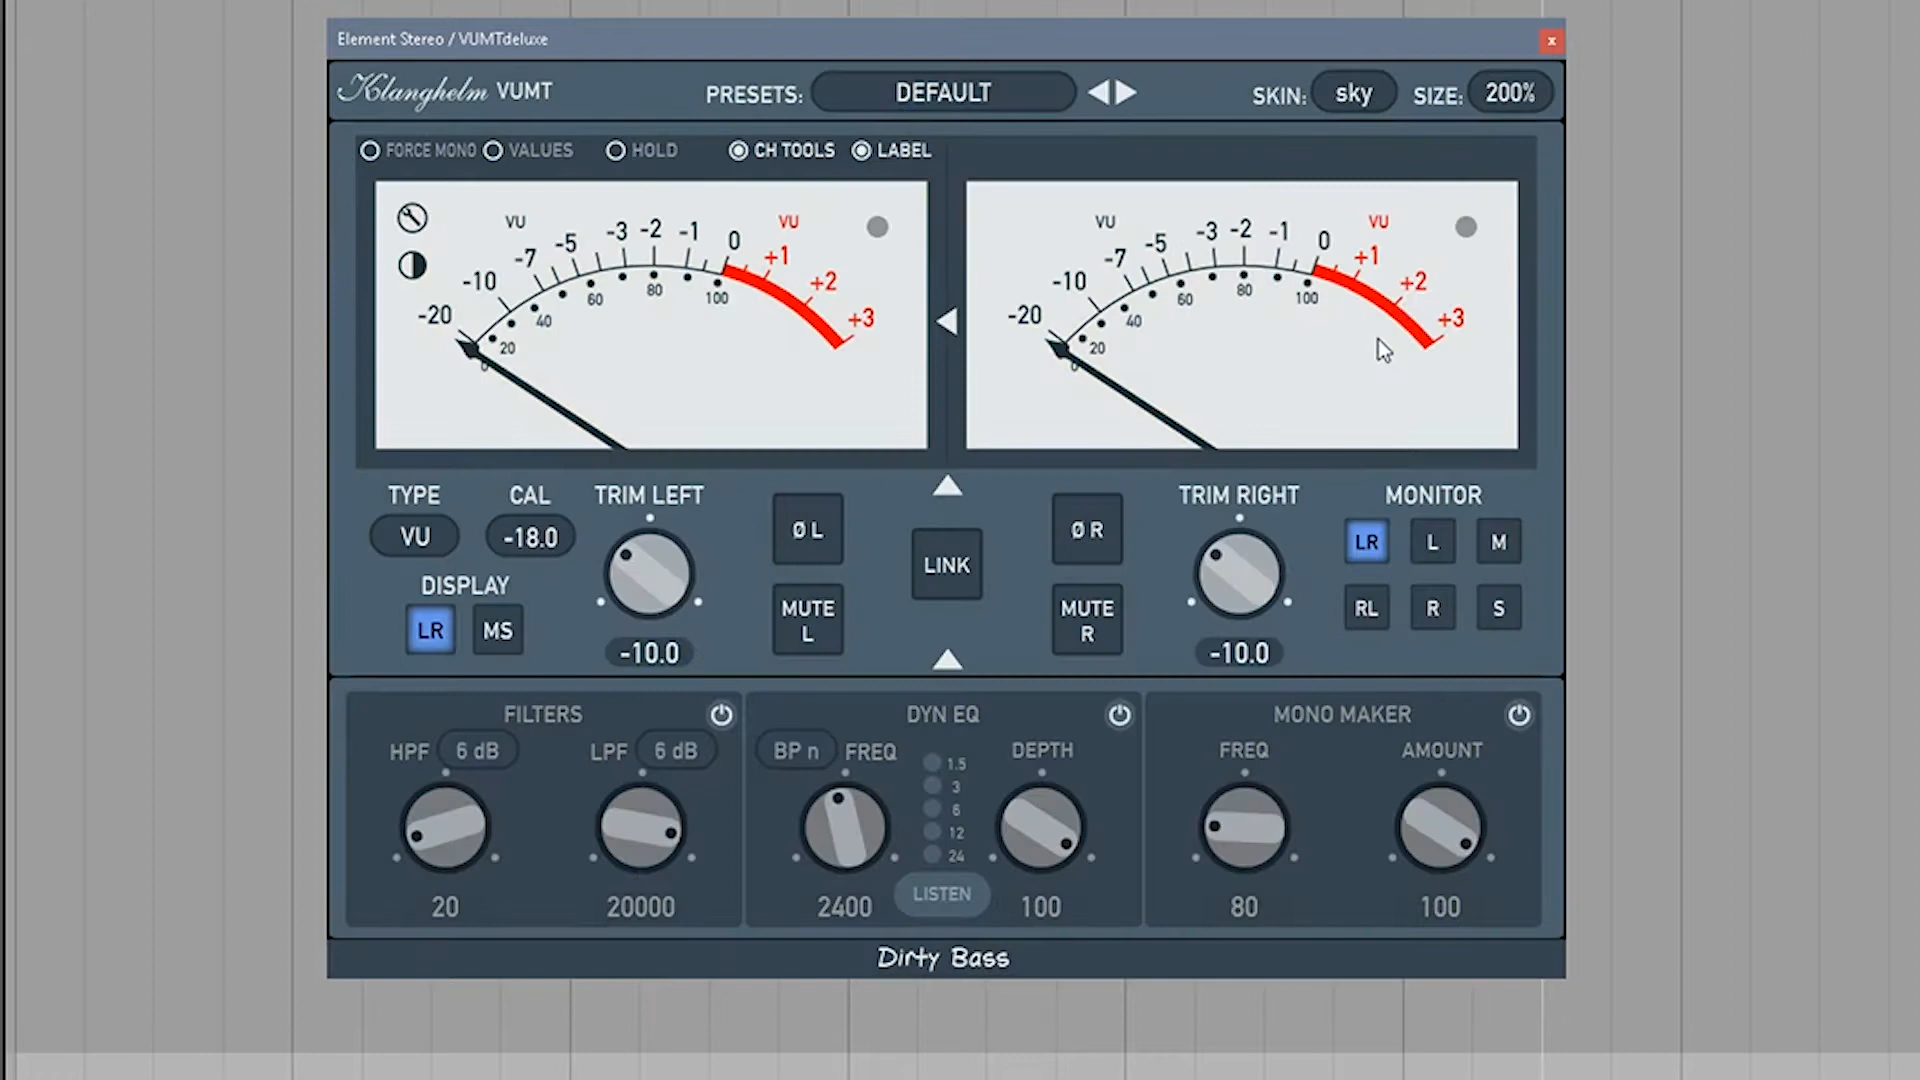 Element Stereo / VUMTdeluxe
x
Klanghelm VUMT PRESETS: DEFAULT SKIN: sky SIZE: 200%
FORCE MONO VALUES HOLD CH TOOLS LABEL
VU -20 -10 -7 -5 -3 -2 -1 0 VU +1 +2 +3
0 20 40 60 80 100
VU -20 -10 -7 -5 -3 -2 -1 0 VU +1 +2 +3
0 20 40 60 80 100
TYPE CAL TRIM LEFT TRIM RIGHT MONITOR
VU -18.0 Ø L LINK Ø R LR L M
DISPLAY
LR MS MUTE L MUTE R RL R S
-10.0 -10.0
FILTERS DYN EQ MONO MAKER
HPF 6 dB LPF 6 dB BP n FREQ DEPTH FREQ AMOUNT
1.5
3
6
12
24
LISTEN
20 20000 2400 100 80 100
Dirty Bass